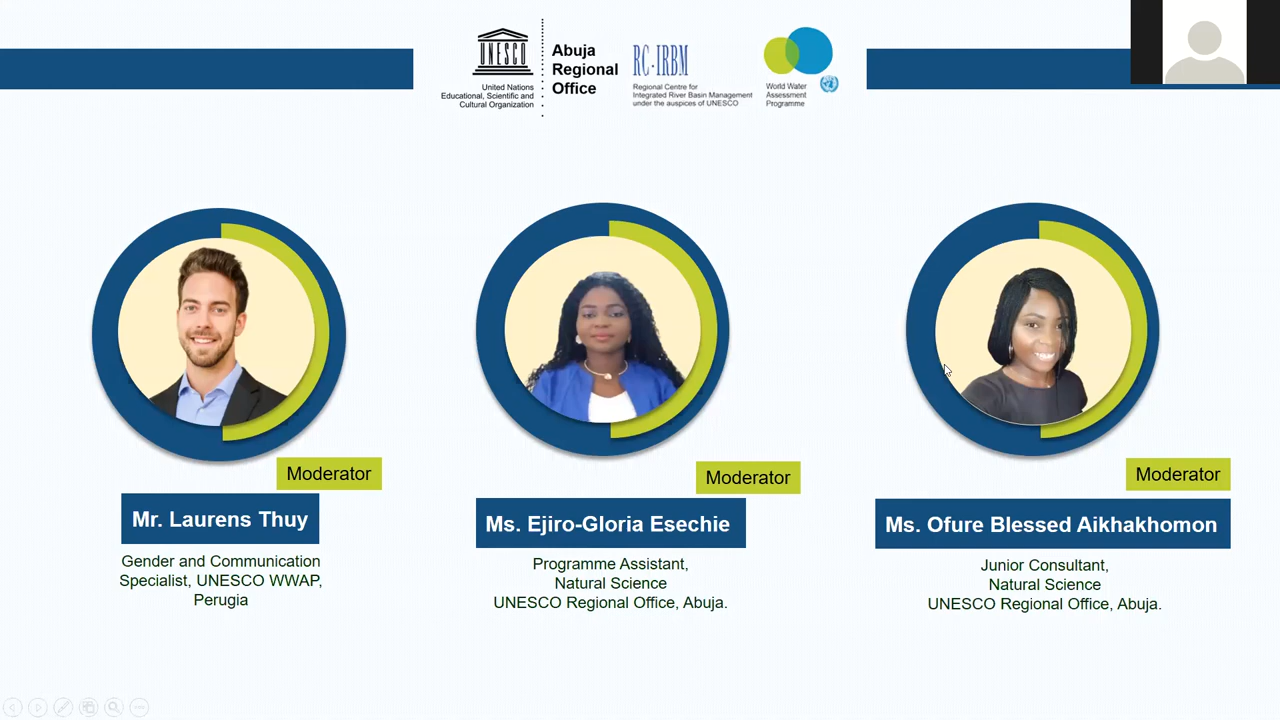 UNESCO
United Nations
Educational, Scientific and
Cultural Organization
Abuja
Regional
Office
RC-IRBM
Regional Centre for
Integrated River Basin Management
under the auspices of UNESCO
World Water
Assessment
Programme
Moderator
Mr. Laurens Thuy
Gender and Communication
Specialist, UNESCO WWAP,
Perugia
Moderator
Ms. Ejiro-Gloria Esechie
Programme Assistant,
Natural Science
UNESCO Regional Office, Abuja.
Moderator
Ms. Ofure Blessed Aikhakhomon
Junior Consultant,
Natural Science
UNESCO Regional Office, Abuja.